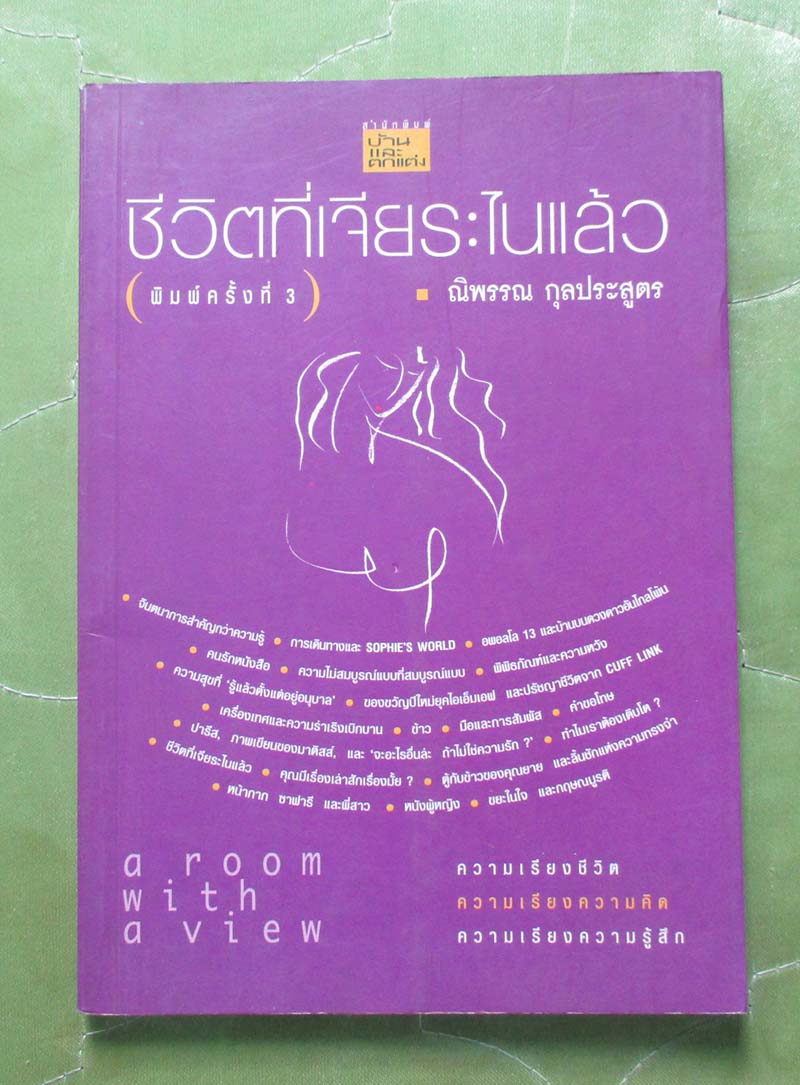 สำนักพิมพ์
บ้าน
และ
ตกแต่ง
ชีวิตที่เจียระไนแล้ว
(พิมพ์ครั้งที่ 3)
▪ ณิพรรณ กุลประสูตร
• จินตนาการสำคัญกว่าความรู้ • การเดินทางและ SOPHIE'S WORLD • อพอลโล 13 และบ้านบนดวงดาวอันไกลโพ้น
• คนรักหนังสือ • ความไม่สมบูรณ์แบบที่สมบูรณ์แบบ • พิพิธภัณฑ์และความหวัง
• ความสุขที่ 'รู้แล้วตั้งแต่อยู่อนุบาล' • ของขวัญปีใหม่ยุคไอเอ็มเอฟ และปรัชญาชีวิตจาก CUFF LINK
• เครื่องเทศและความร่าเริงเบิกบาน • ข้าว • มือและการสัมผัส • คำขอโทษ
• ปารีส, ภาพเขียนของมาติสส์, และ 'จะอะไรอื่นล่ะ ถ้าไม่ใช่ความรัก ?' • ทำไมเราต้องเติบโต ?
• ชีวิตที่เจียระไนแล้ว • คุณมีเรื่องเล่าสักเรื่องมั้ย ? • ตู้กับข้าวของคุณยาย และลิ้นชักแห่งความทรงจำ
• หน้ากาก ซาฟารี และพี่สาว • หนังผู้หญิง • ขยะในใจ และกฤษณมูรติ
a room
with
a view
ความเรียงชีวิต
ความเรียงความคิด
ความเรียงความรู้สึก